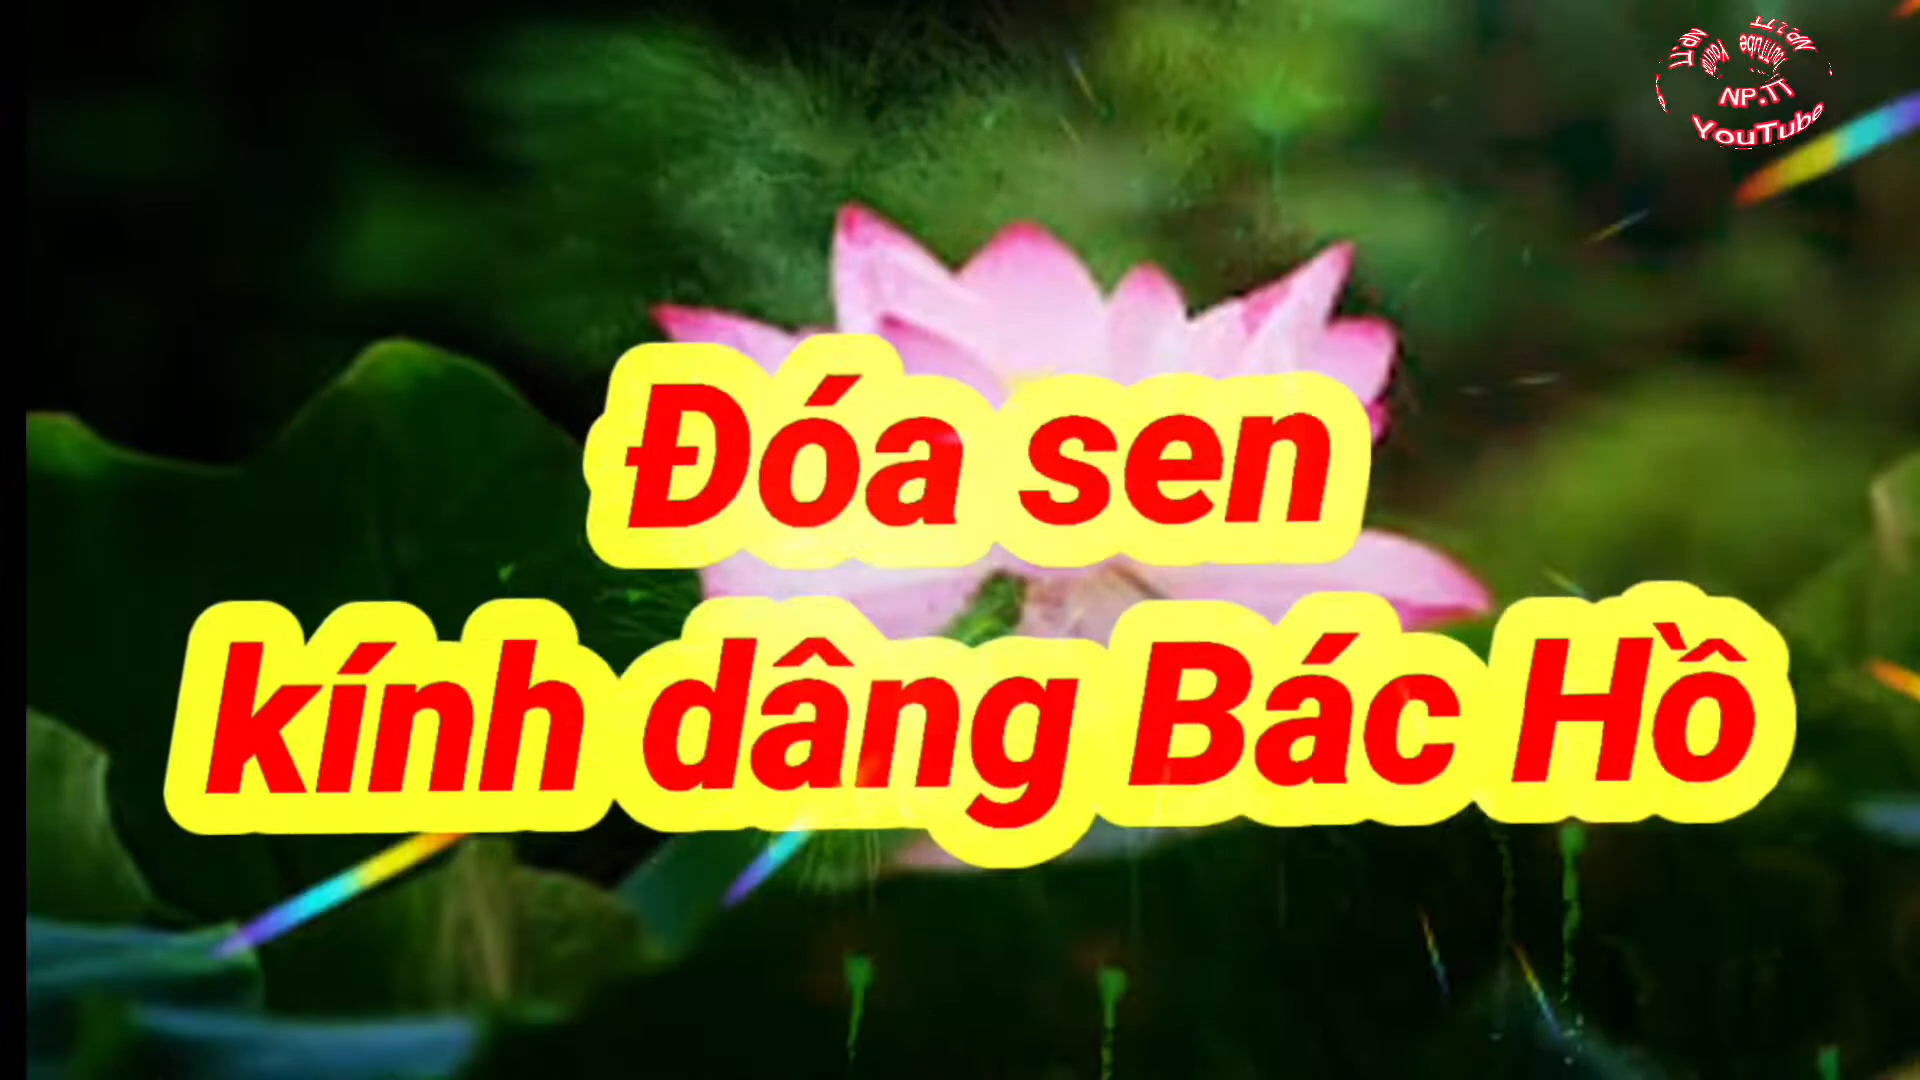 Đóa sen
kính dâng Bác Hồ
NP.TT
YouTube